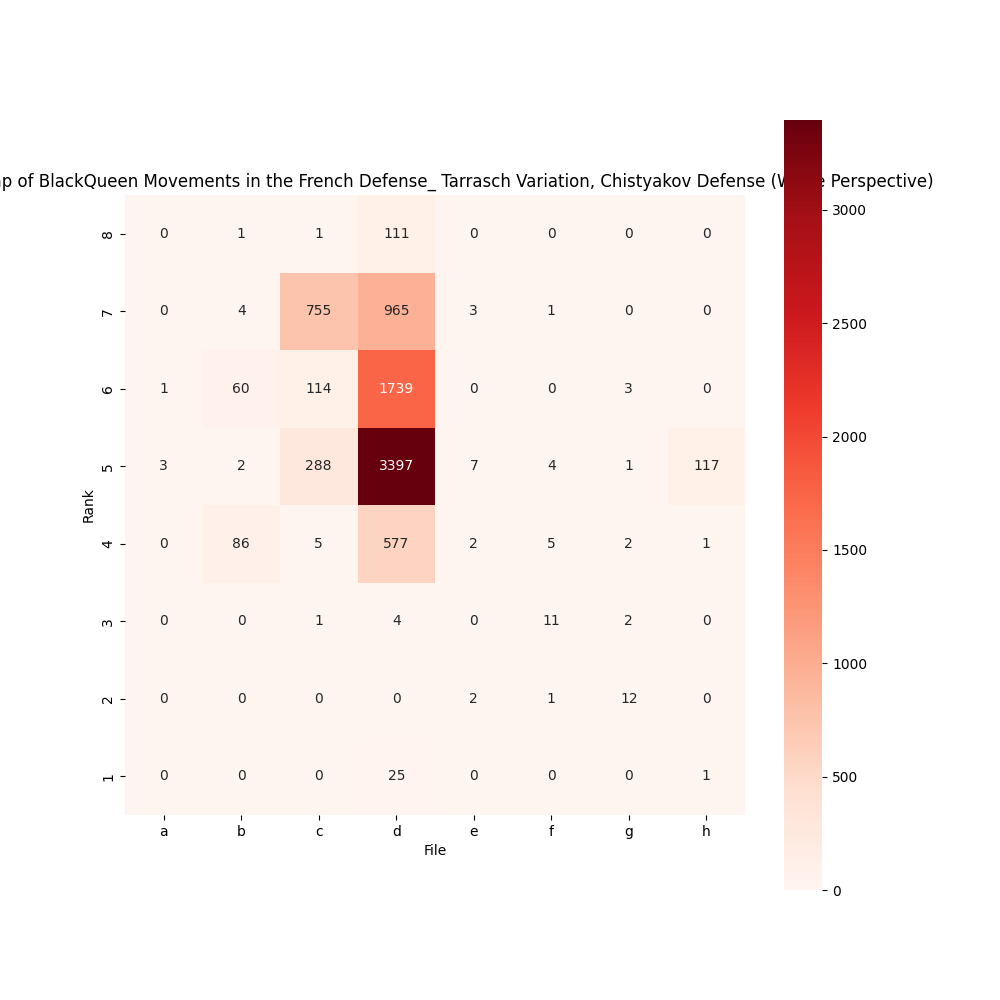 of BlackQueen Movements in the French Defense_ Tarrasch Variation, Chistyakov Defense ( Perspective)
8 0 1 1 111 0 0 0 0
7 0 4 755 965 3 1 0 0
6 1 60 114 1739 0 0 3 0
5 3 2 288 3397 7 4 1 117
4 0 86 5 577 2 5 2 1
3 0 0 1 4 0 11 2 0
2 0 0 0 0 2 1 12 0
1 0 0 0 25 0 0 0 1
a b c d e f g h
File
Rank
3000
2500
2000
1500
1000
500
0